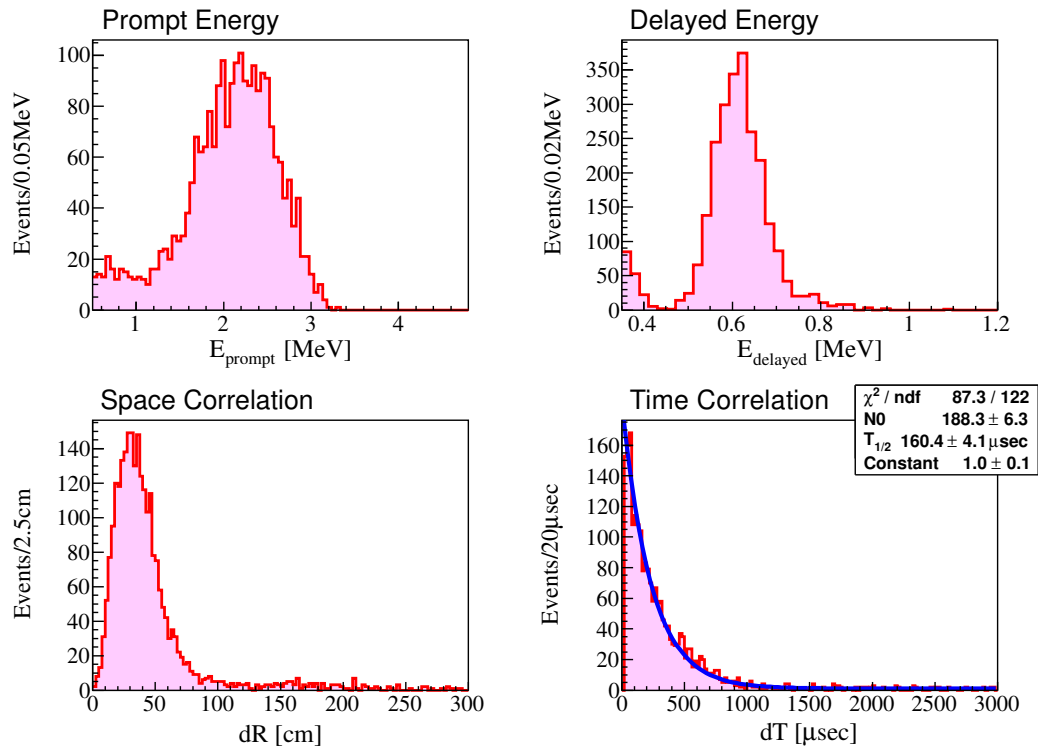 Prompt Energy
Events/0.05MeV
100
80
60
40
20
0
1 2 3 4
E_prompt [MeV]
Delayed Energy
Events/0.02MeV
350
300
250
200
150
100
50
0
0.4 0.6 0.8 1 1.2
E_delayed [MeV]
Space Correlation
Events/2.5cm
140
120
100
80
60
40
20
0
0 50 100 150 200 250 300
dR [cm]
Time Correlation
χ² / ndf 87.3 / 122
N0 188.3 ± 6.3
T_1/2 160.4 ± 4.1 μsec
Constant 1.0 ± 0.1
Events/20μsec
160
140
120
100
80
60
40
20
0
0 500 1000 1500 2000 2500 3000
dT [μsec]